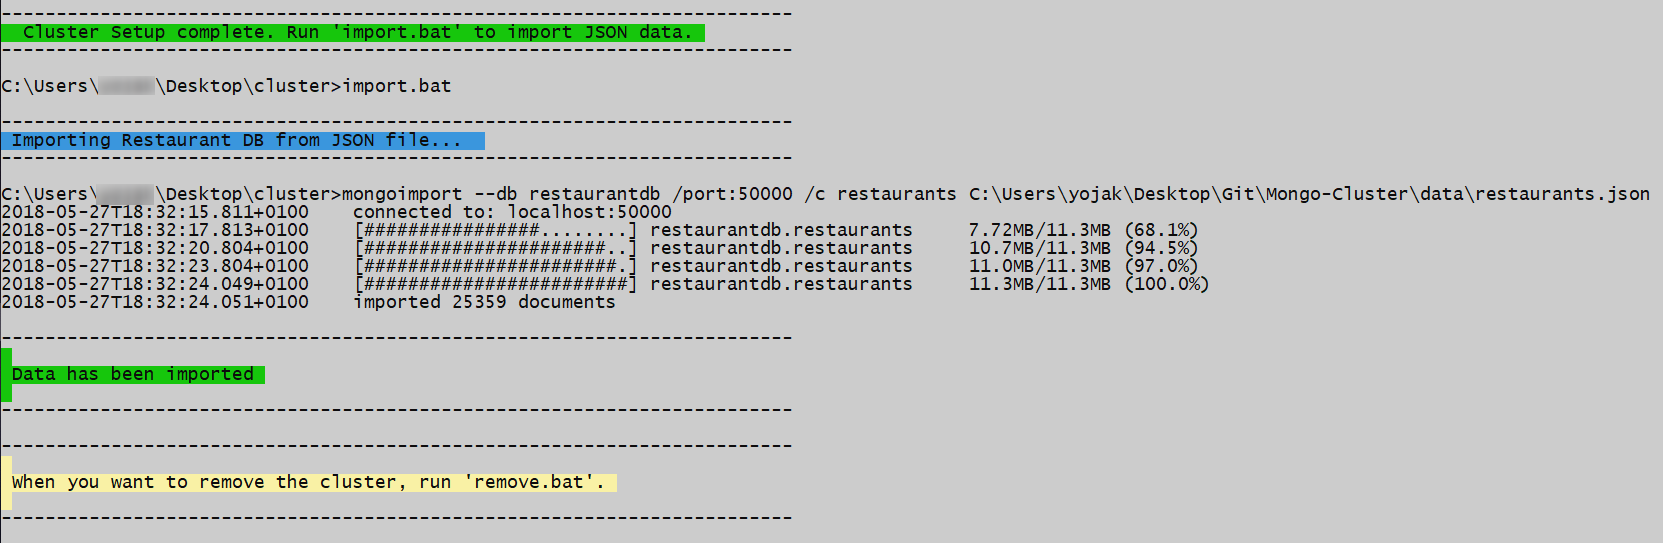 ------------------------------------------------------------------------
Cluster Setup complete. Run 'import.bat' to import JSON data.
------------------------------------------------------------------------
C:\Users\ \Desktop\cluster>import.bat
------------------------------------------------------------------------
Importing Restaurant DB from JSON file...
------------------------------------------------------------------------
C:\Users\ \Desktop\cluster>mongoimport --db restaurantdb /port:50000 /c restaurants C:\Users\yojak\Desktop\Git\Mongo-Cluster\data\restaurants.json
2018-05-27T18:32:15.811+0100 connected to: localhost:50000
2018-05-27T18:32:17.813+0100 [################........] restaurantdb.restaurants 7.72MB/11.3MB (68.1%)
2018-05-27T18:32:20.804+0100 [######################..] restaurantdb.restaurants 10.7MB/11.3MB (94.5%)
2018-05-27T18:32:23.804+0100 [#######################.] restaurantdb.restaurants 11.0MB/11.3MB (97.0%)
2018-05-27T18:32:24.049+0100 [########################] restaurantdb.restaurants 11.3MB/11.3MB (100.0%)
2018-05-27T18:32:24.051+0100 imported 25359 documents
------------------------------------------------------------------------
Data has been imported
------------------------------------------------------------------------
------------------------------------------------------------------------
When you want to remove the cluster, run 'remove.bat'.
------------------------------------------------------------------------